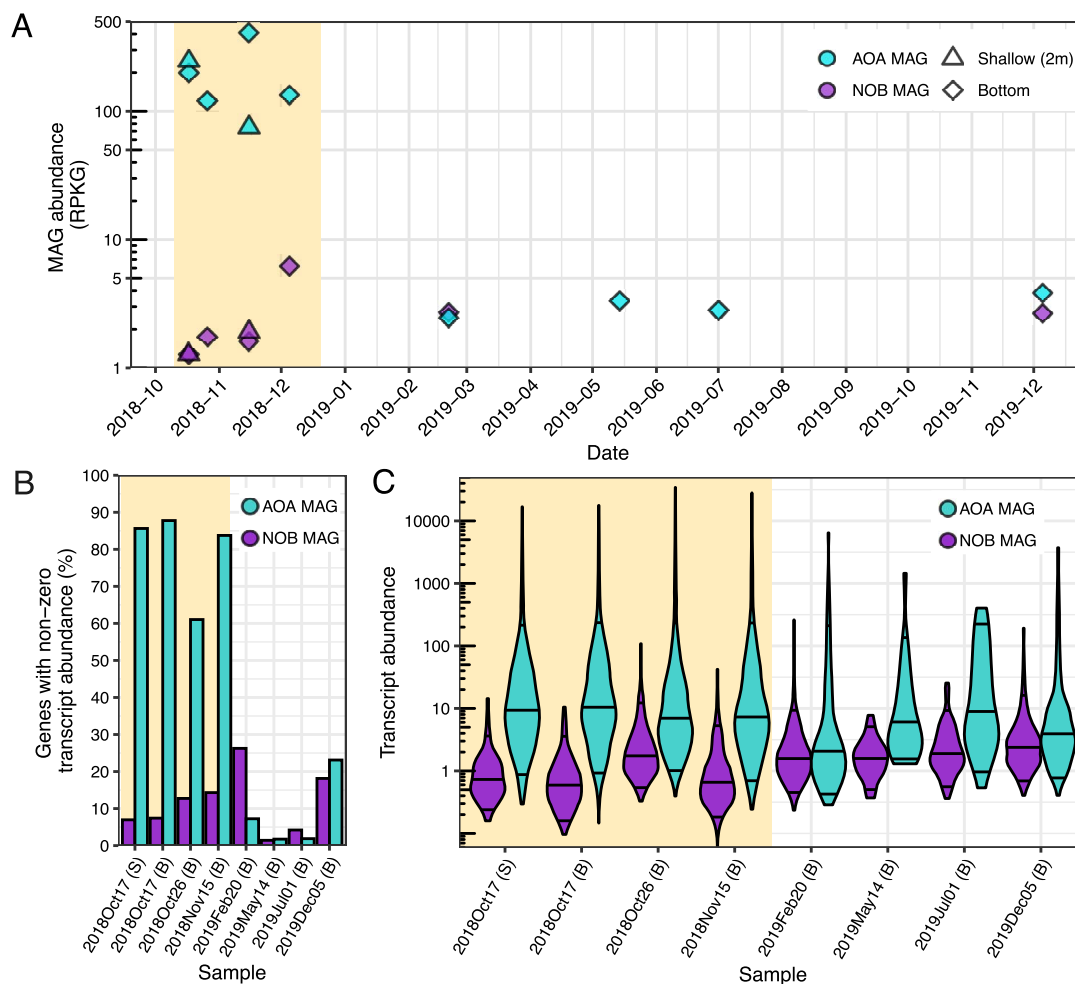 A
MAG abundance
(RPKG)
500
100
50
10
5
1
AOA MAG
NOB MAG
Shallow (2m)
Bottom
2018−10
2018−11
2018−12
2019−01
2019−02
2019−03
2019−04
2019−05
2019−06
2019−07
2019−08
2019−09
2019−10
2019−11
2019−12
Date
B
Genes with non−zero
transcript abundance (%)
100
90
80
70
60
50
40
30
20
10
0
AOA MAG
NOB MAG
2018Oct17 (S)
2018Oct17 (B)
2018Oct26 (B)
2018Nov15 (B)
2019Feb20 (B)
2019May14 (B)
2019Jul01 (B)
2019Dec05 (B)
Sample
C
Transcript abundance
10000
1000
100
10
1
AOA MAG
NOB MAG
2018Oct17 (S)
2018Oct17 (B)
2018Oct26 (B)
2018Nov15 (B)
2019Feb20 (B)
2019May14 (B)
2019Jul01 (B)
2019Dec05 (B)
Sample